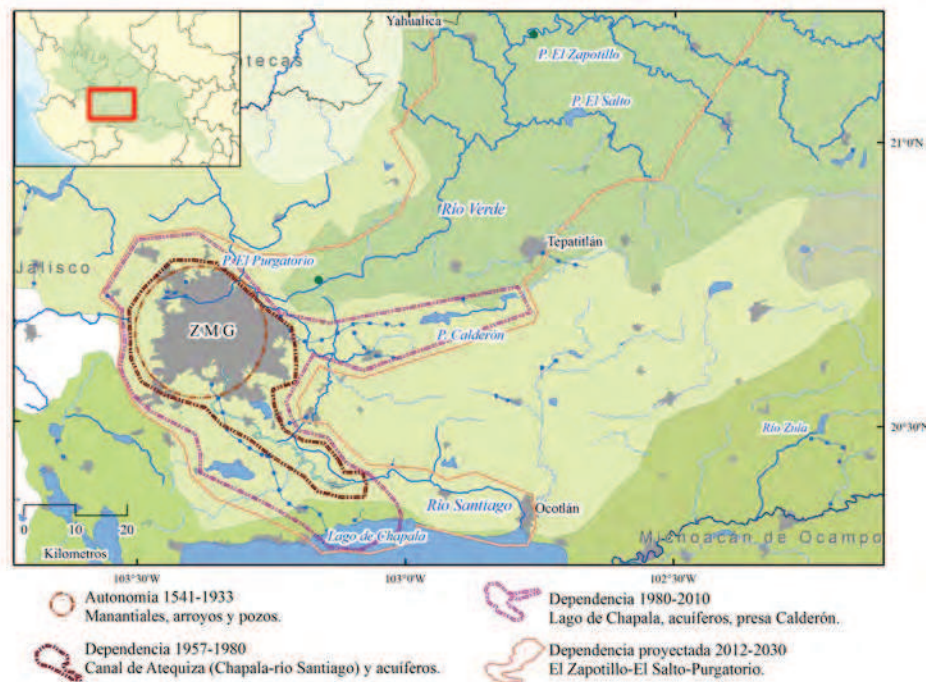 Yahualica
tecas
P. El Zapotillo
P. El Salto
21°0'N
Río Verde
Tepatitlán
Jalisco
P. El Purgatorio
Z M G
P. Calderón
20°30'N
Río Zula
Río Santiago
Ocotlán
0 10 20
Lago de Chapala
Michoacán de Ocampo
Kilometros
103°30'W
103°0'W
102°30'W
Autonomía 1541-1933
Manantiales, arroyos y pozos.
Dependencia 1957-1980
Canal de Atequiza (Chapala-río Santiago) y acuíferos.
Dependencia 1980-2010
Lago de Chapala, acuíferos, presa Calderón.
Dependencia proyectada 2012-2030
El Zapotillo-El Salto-Purgatorio.